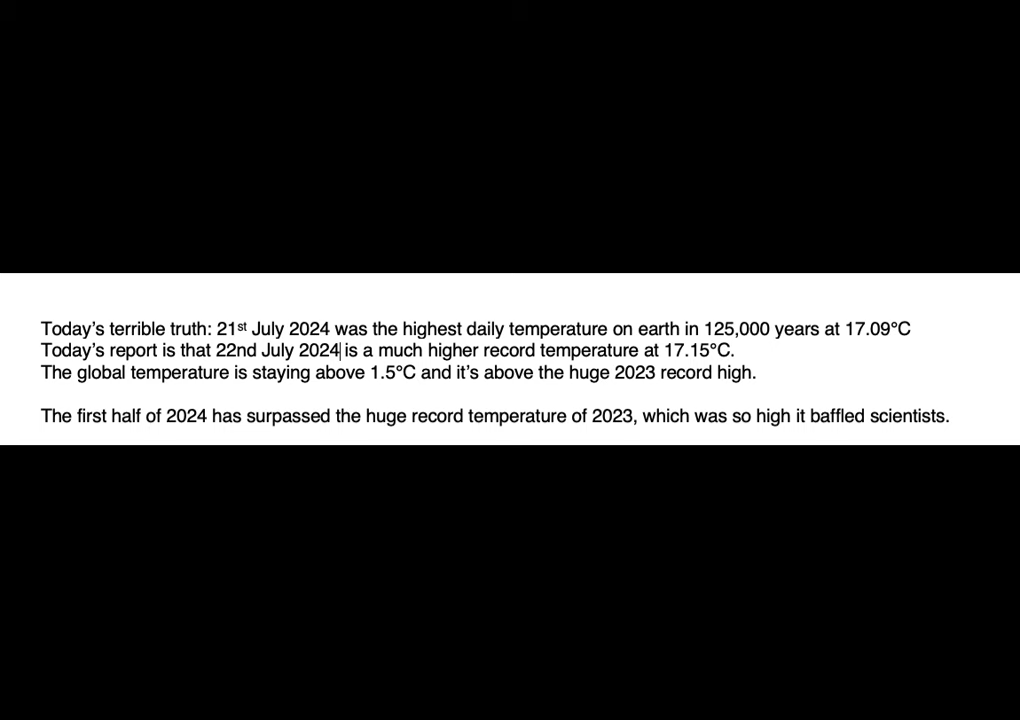 Today’s terrible truth: 21st July 2024 was the highest daily temperature on earth in 125,000 years at 17.09°C
Today’s report is that 22nd July 2024 is a much higher record temperature at 17.15°C.
The global temperature is staying above 1.5°C and it’s above the huge 2023 record high.
The first half of 2024 has surpassed the huge record temperature of 2023, which was so high it baffled scientists.